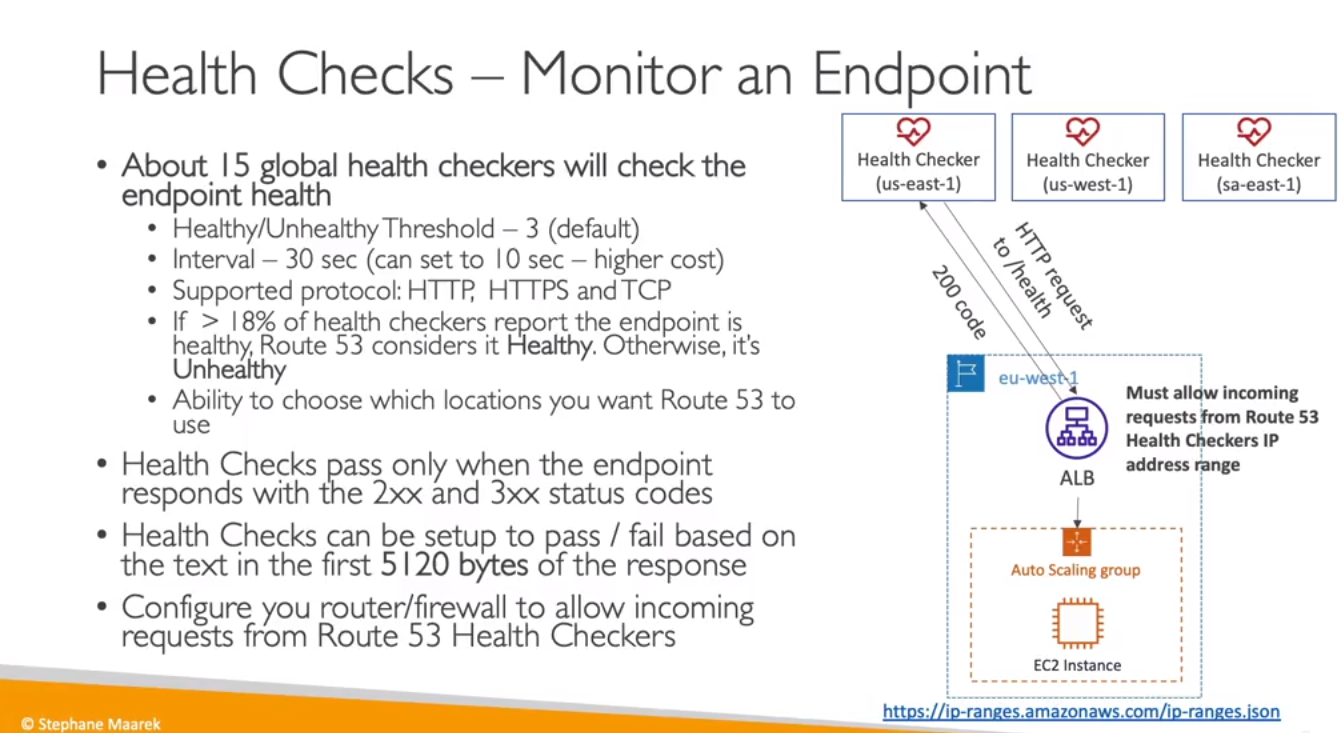 Health Checks – Monitor an Endpoint
• About 15 global health checkers will check the
endpoint health
• Healthy/Unhealthy Threshold – 3 (default)
• Interval – 30 sec (can set to 10 sec – higher cost)
• Supported protocol: HTTP, HTTPS and TCP
• If > 18% of health checkers report the endpoint is
healthy, Route 53 considers it Healthy. Otherwise, it's
Unhealthy
• Ability to choose which locations you want Route 53 to
use
• Health Checks pass only when the endpoint
responds with the 2xx and 3xx status codes
• Health Checks can be setup to pass / fail based on
the text in the first 5120 bytes of the response
• Configure you router/firewall to allow incoming
requests from Route 53 Health Checkers
Health Checker
(us-east-1)
Health Checker
(us-west-1)
Health Checker
(sa-east-1)
HTTP request
to /health
200 code
eu-west-1
Must allow incoming
requests from Route 53
Health Checkers IP
address range
ALB
Auto Scaling group
EC2 Instance
https://ip-ranges.amazonaws.com/ip-ranges.json
© Stephane Maarek